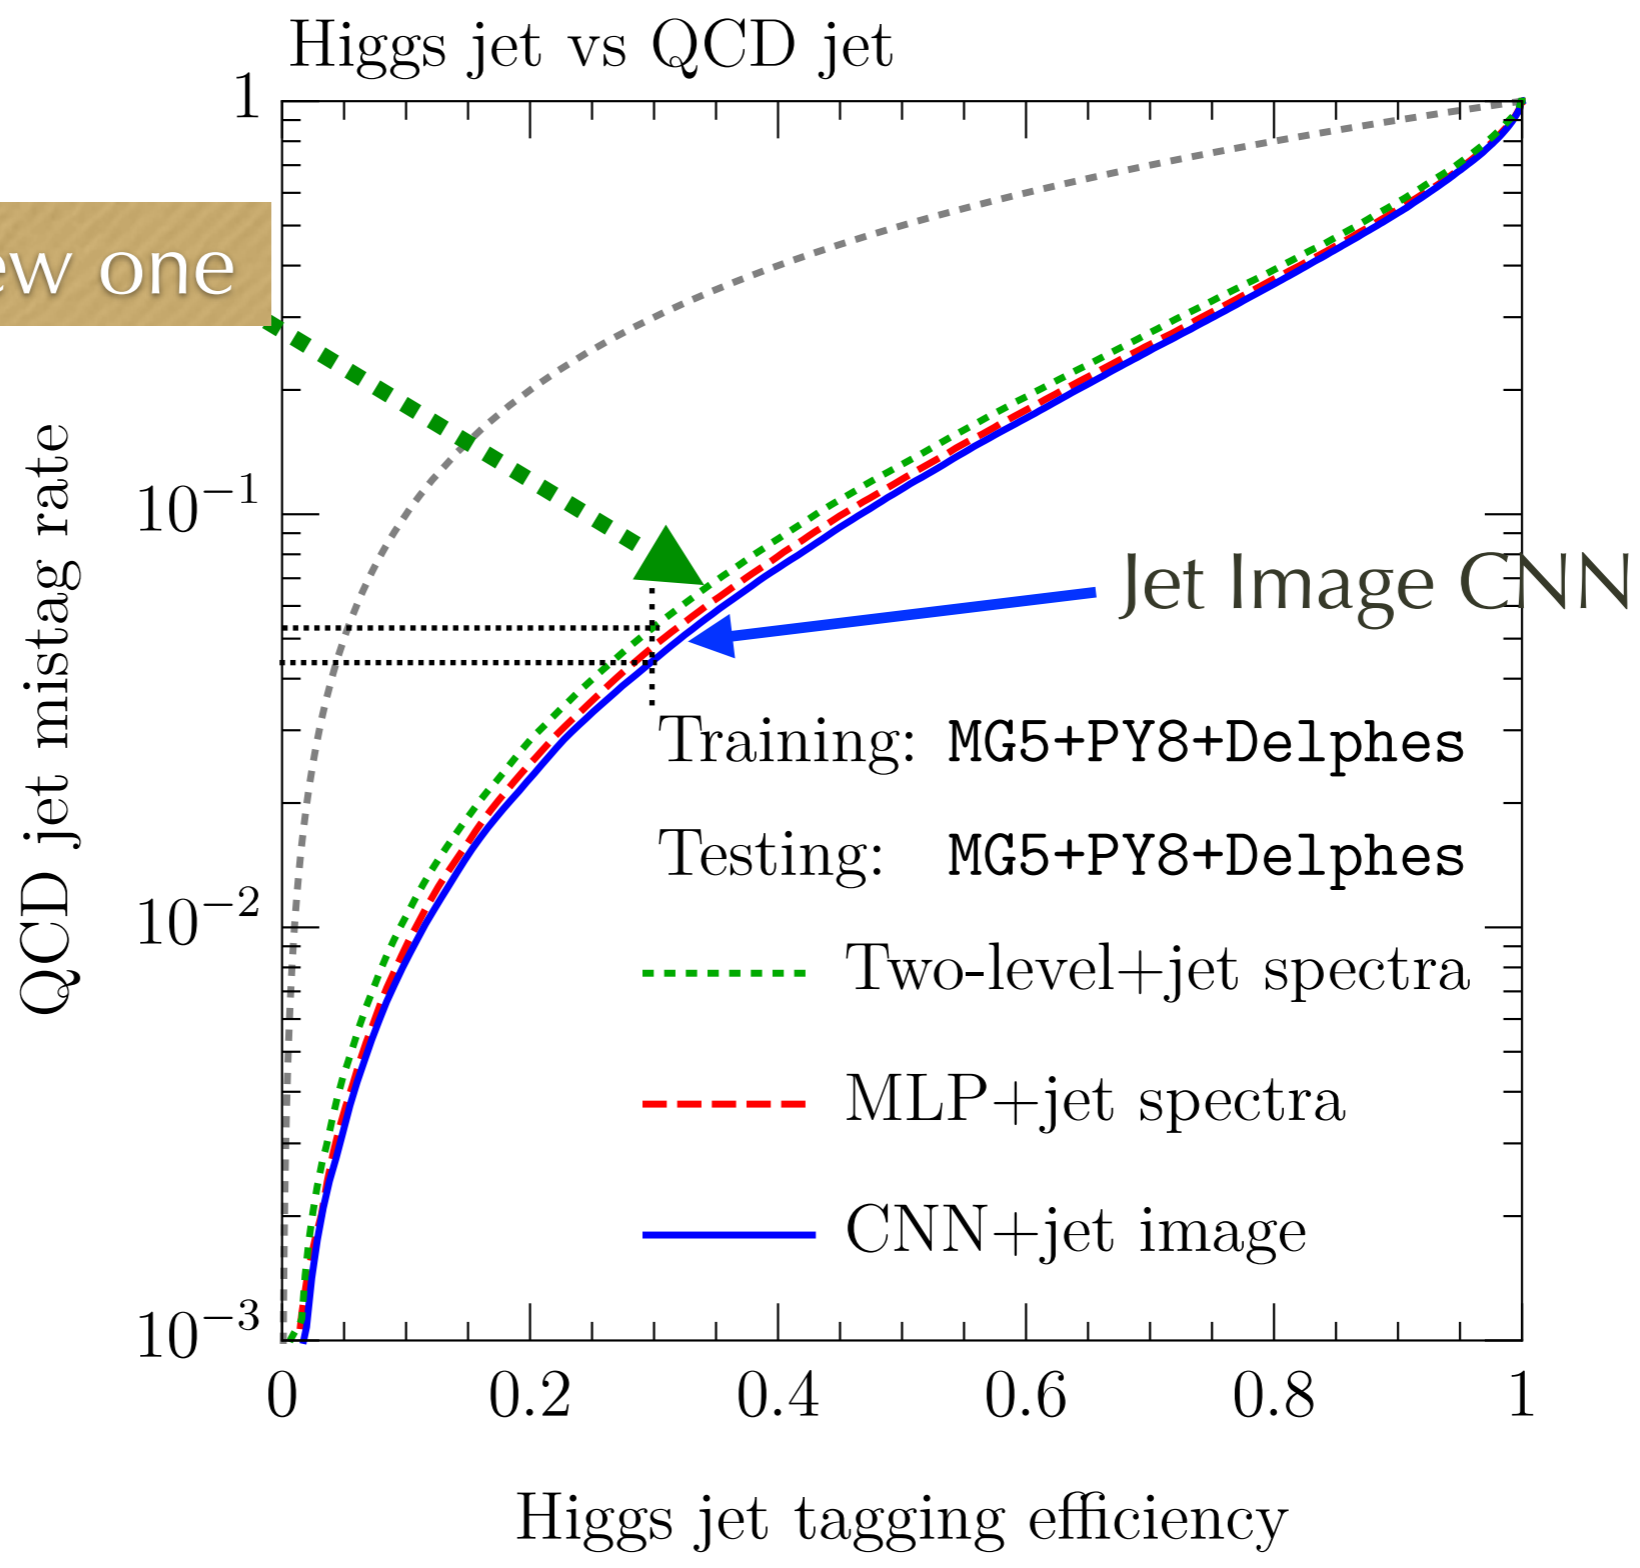 Higgs jet vs QCD jet
1
10⁻¹
10⁻²
10⁻³
QCD jet mistag rate
one
Jet Image CNN
Training: MG5+PY8+Delphes
Testing: MG5+PY8+Delphes
Two-level+jet spectra
MLP+jet spectra
CNN+jet image
0 0.2 0.4 0.6 0.8 1
Higgs jet tagging efficiency